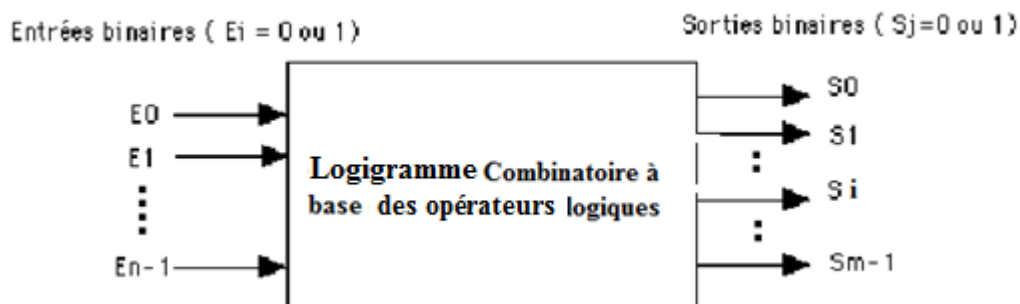 Entrées binaires ( Ei = 0 ou 1)
Sorties binaires ( Sj=0 ou 1)
E0
E1
En-1
Logigramme Combinatoire à
base des opérateurs logiques
S0
S1
Si
Sm-1